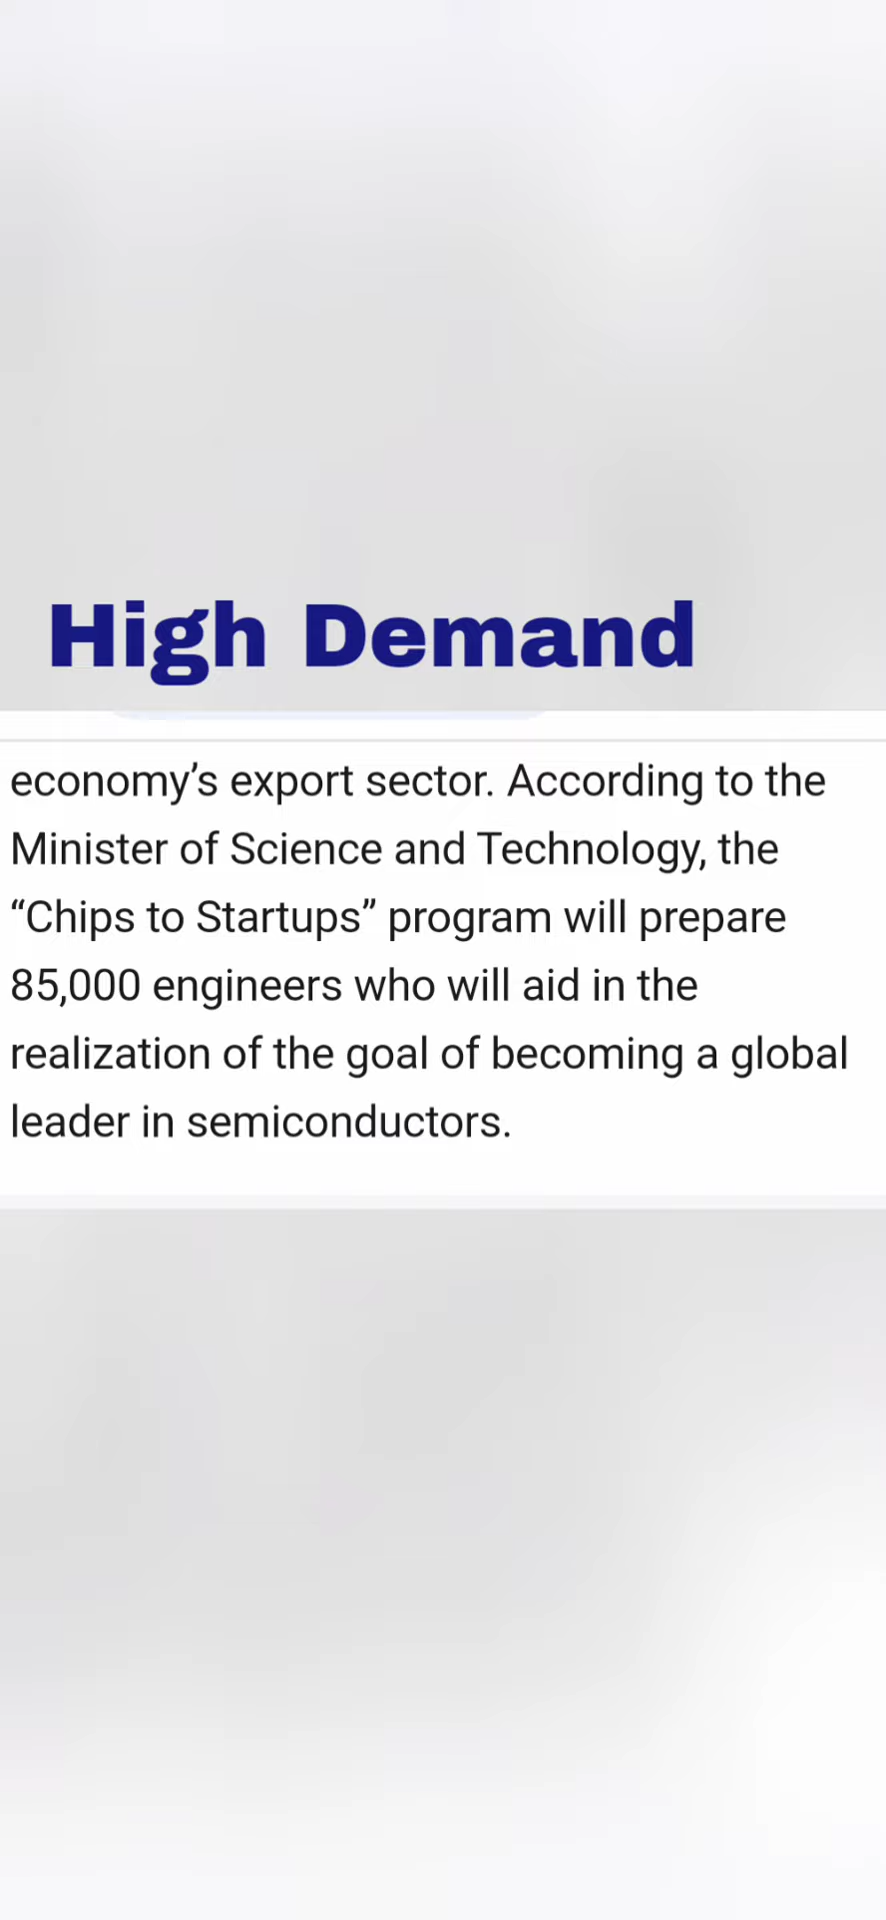 High Demand
economy’s export sector. According to the
Minister of Science and Technology, the
“Chips to Startups” program will prepare
85,000 engineers who will aid in the
realization of the goal of becoming a global
leader in semiconductors.